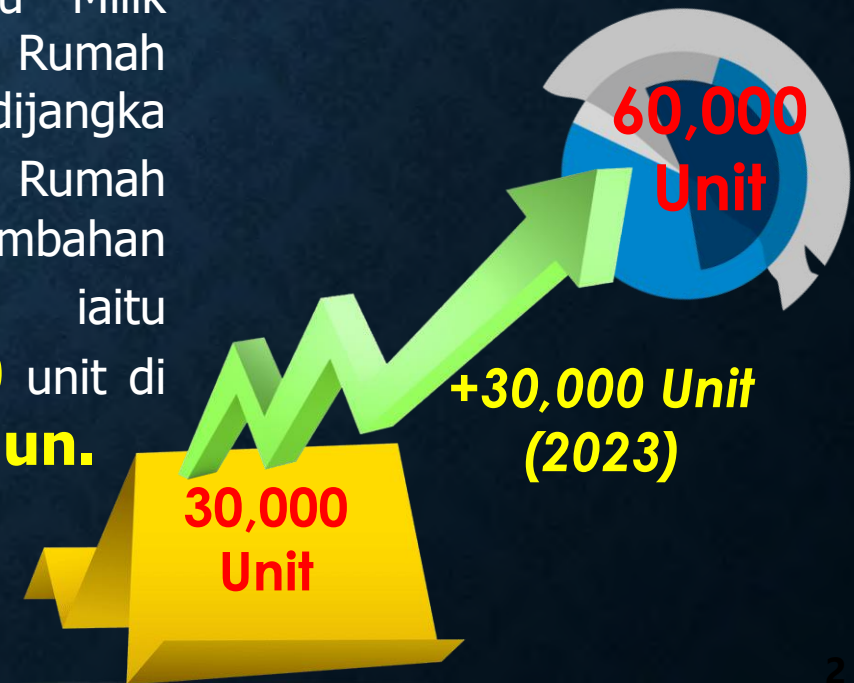 Milik
Rumah
dijangka
Rumah
mbahan
iaitu
unit di
un.
60,000
Unit
+30,000 Unit
(2023)
30,000
Unit
2